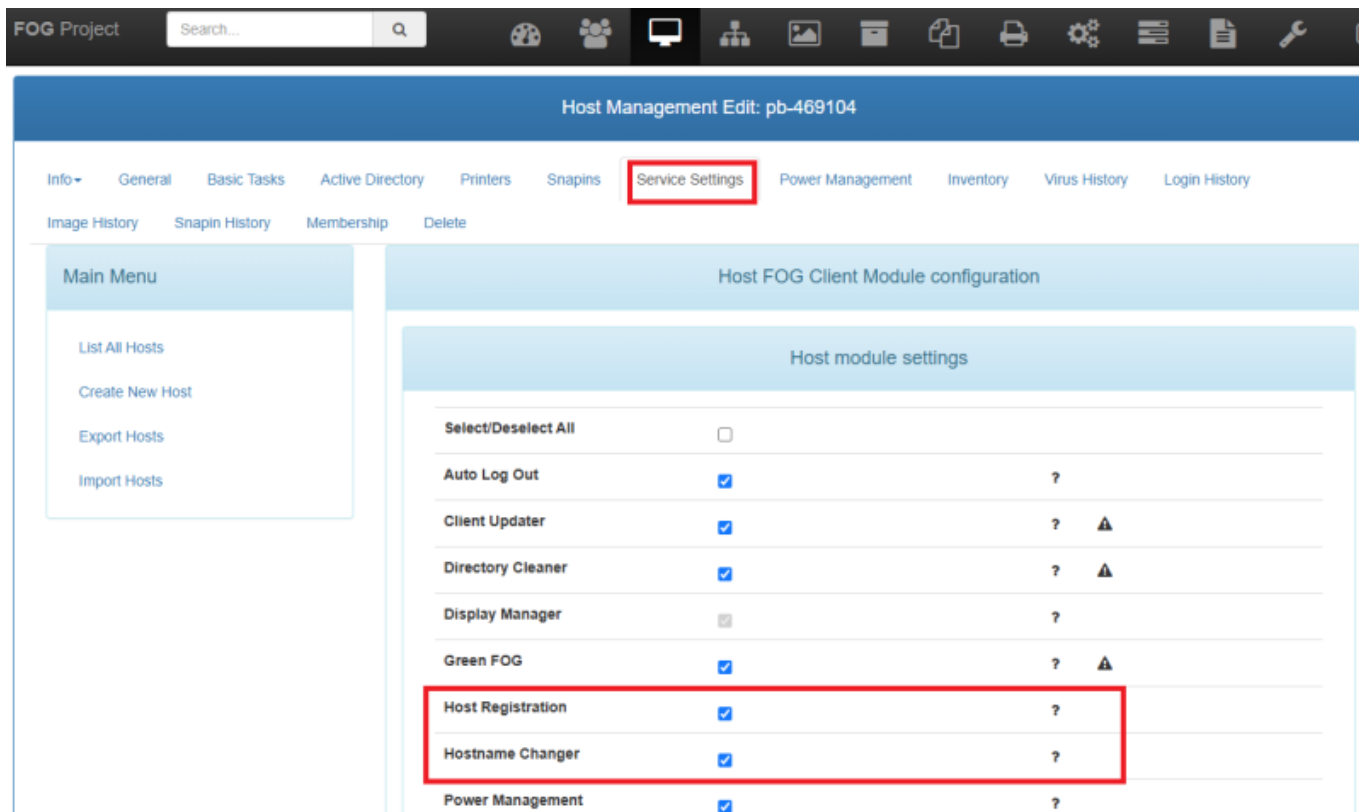 FOG Project Search...
Host Management Edit: pb-469104
Info General Basic Tasks Active Directory Printers Snapins Service Settings Power Management Inventory Virus History Login History
Image History Snapin History Membership Delete
Main Menu
List All Hosts
Create New Host
Export Hosts
Import Hosts
Host FOG Client Module configuration
Host module settings
Select/Deselect All
Auto Log Out ?
Client Updater ?
Directory Cleaner ?
Display Manager ?
Green FOG ?
Host Registration ?
Hostname Changer ?
Power Management ?